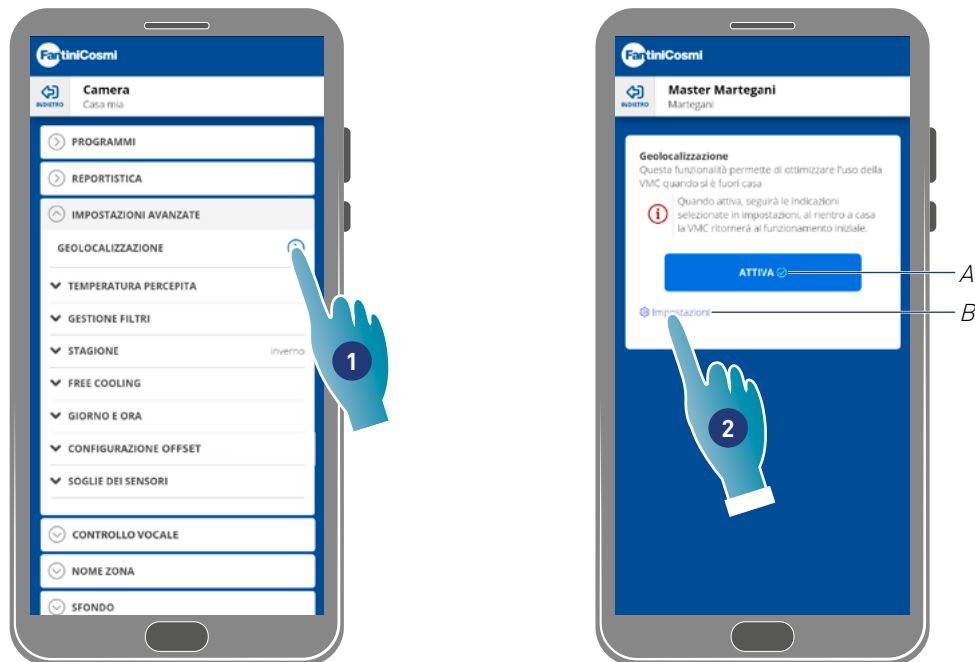 FantiniCosmi
INDIETRO
Camera
Casa mia
PROGRAMMI
REPORTISTICA
IMPOSTAZIONI AVANZATE
GEOLOCALIZZAZIONE
TEMPERATURA PERCEPITA
GESTIONE FILTRI
STAGIONE inverno
FREE COOLING
GIORNO E ORA
CONFIGURAZIONE OFFSET
SOGLIE DEI SENSORI
CONTROLLO VOCALE
NOME ZONA
SFONDO
1
FantiniCosmi
INDIETRO
Master Martegani
Martegani
Geolocalizzazione
Questa funzionalità permette di ottimizzare l'uso della
VMC quando si è fuori casa
i
Quando attiva, seguirà le indicazioni
selezionate in impostazioni, al rientro a casa
la VMC ritornerà al funzionamento iniziale.
ATTIVA
A
Impostazioni
B
2